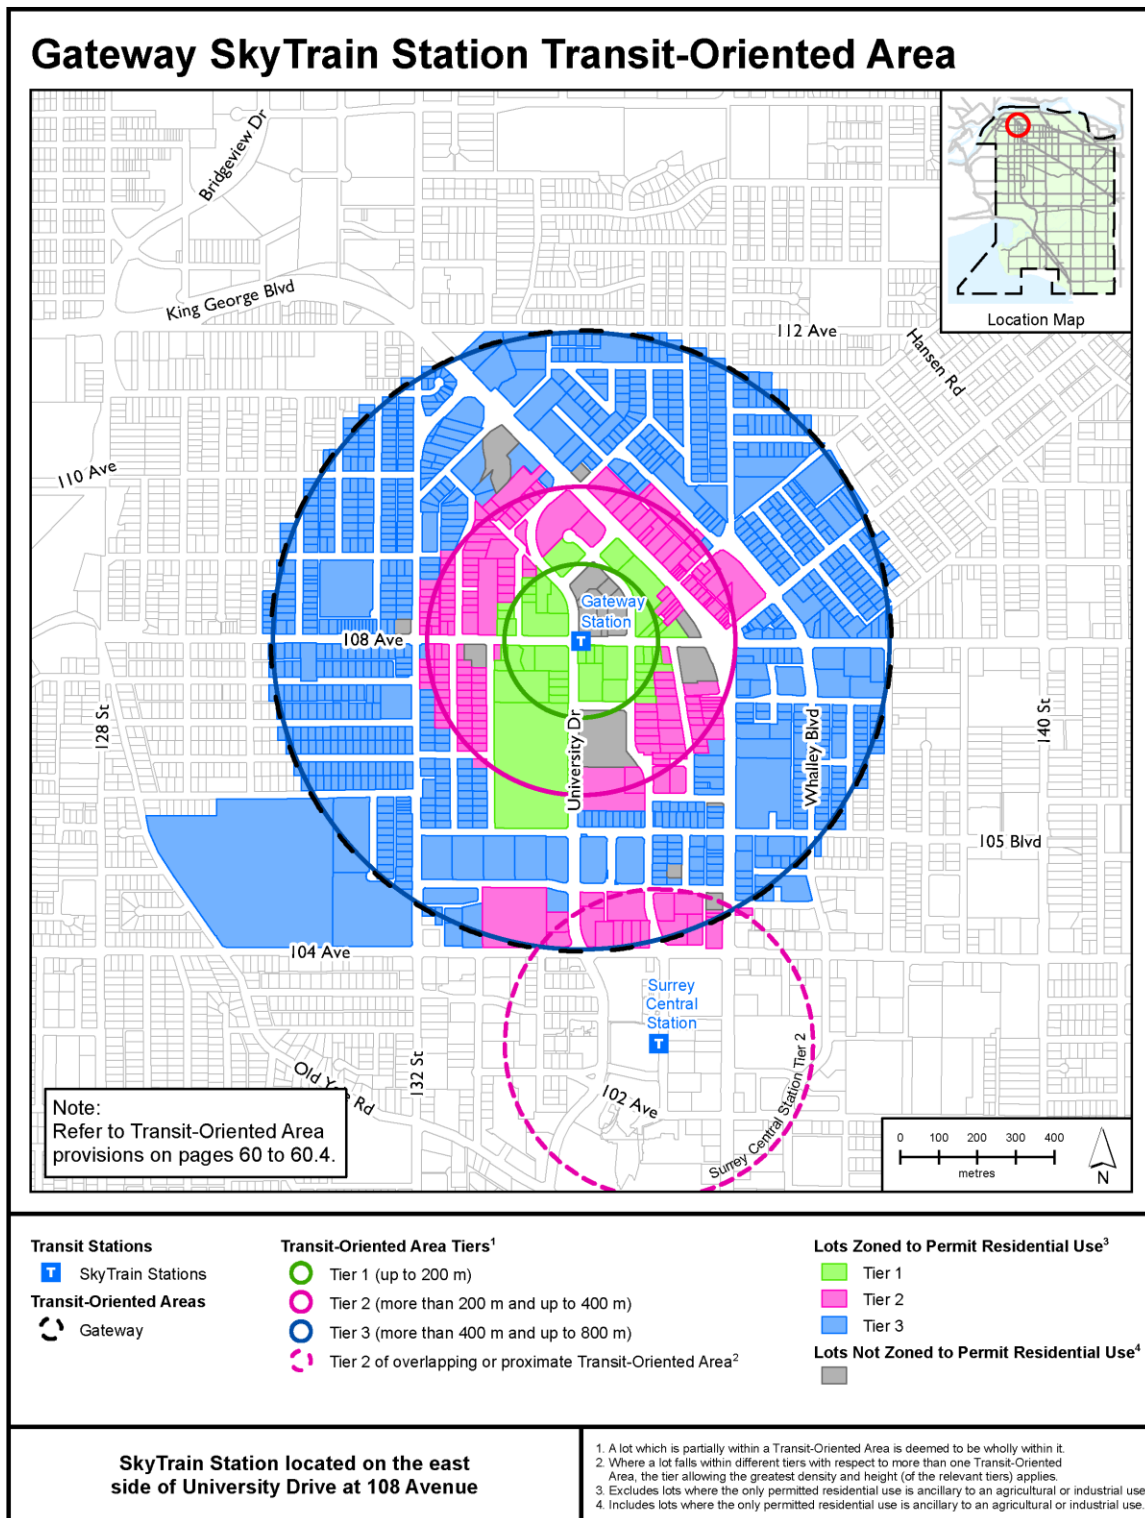 Gateway SkyTrain Station Transit-Oriented Area
Bridgeview Dr
King George Blvd
112 Ave
Hansen Rd
Location Map
110 Ave
Gateway
Station
T
108 Ave
128 St
University Dr
Whalley Blvd
140 St
105 Blvd
104 Ave
Surrey
Central
Station
T
132 St
Old Yale Rd
102 Ave
Surrey Central Station Tier 2
Note:
Refer to Transit-Oriented Area
provisions on pages 60 to 60.4.
0 100 200 300 400
metres
N
Transit Stations
T SkyTrain Stations
Transit-Oriented Areas
Gateway
Transit-Oriented Area Tiers1
Tier 1 (up to 200 m)
Tier 2 (more than 200 m and up to 400 m)
Tier 3 (more than 400 m and up to 800 m)
Tier 2 of overlapping or proximate Transit-Oriented Area2
Lots Zoned to Permit Residential Use3
Tier 1
Tier 2
Tier 3
Lots Not Zoned to Permit Residential Use4
SkyTrain Station located on the east
side of University Drive at 108 Avenue
1. A lot which is partially within a Transit-Oriented Area is deemed to be wholly within it.
2. Where a lot falls within different tiers with respect to more than one Transit-Oriented
Area, the tier allowing the greatest density and height (of the relevant tiers) applies.
3. Excludes lots where the only permitted residential use is ancillary to an agricultural or industrial use
4. Includes lots where the only permitted residential use is ancillary to an agricultural or industrial use.